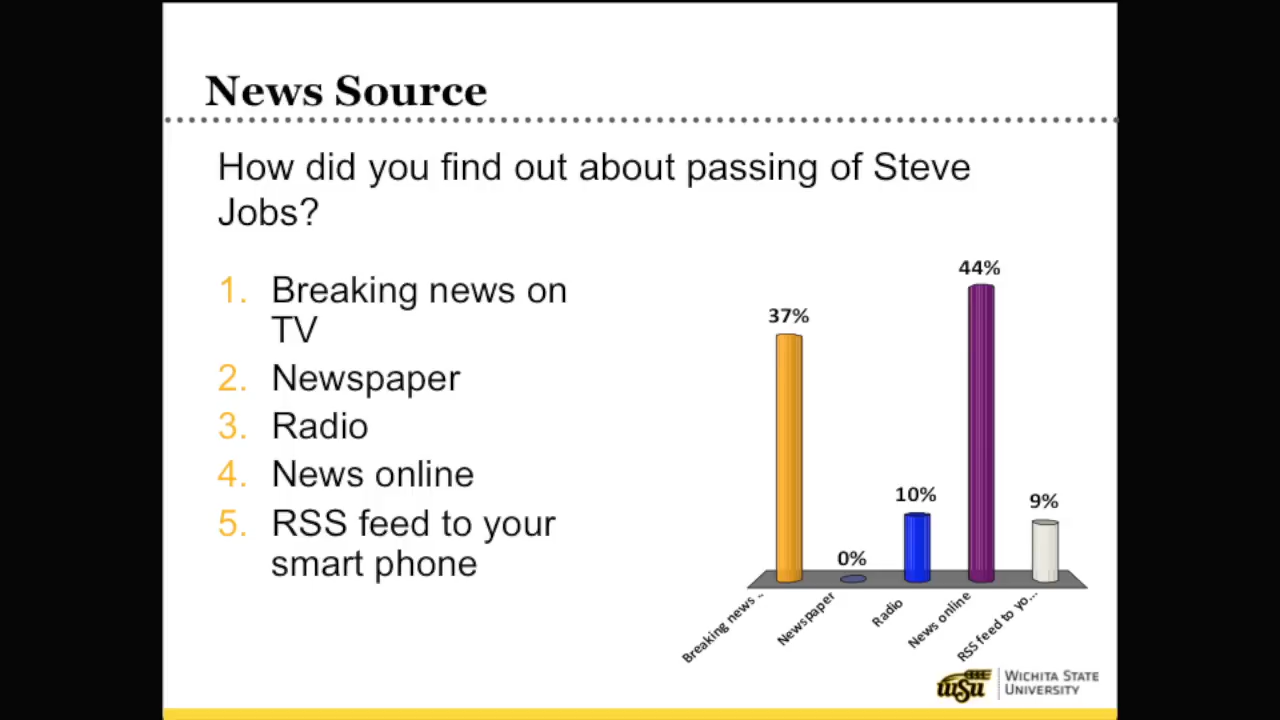 News Source
How did you find out about passing of Steve
Jobs?
1. Breaking news on
TV
2. Newspaper
3. Radio
4. News online
5. RSS feed to your
smart phone
37%
0%
10%
44%
9%
Breaking news ..
Newspaper
Radio
News online
RSS feed to yo...
WSU
WICHITA STATE
UNIVERSITY